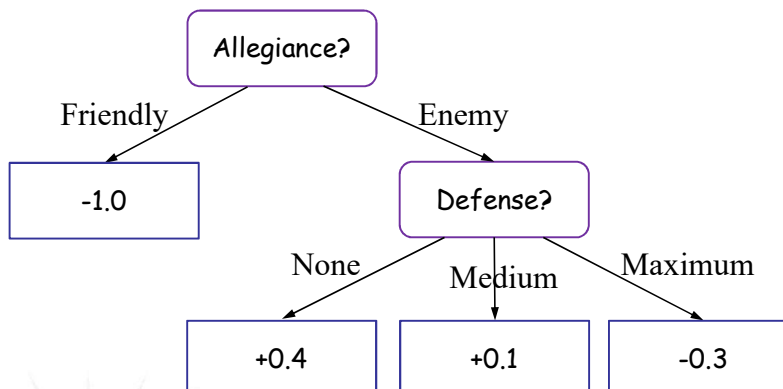 Allegiance?
Friendly
Enemy
-1.0
Defense?
None
Medium
Maximum
+0.4
+0.1
-0.3